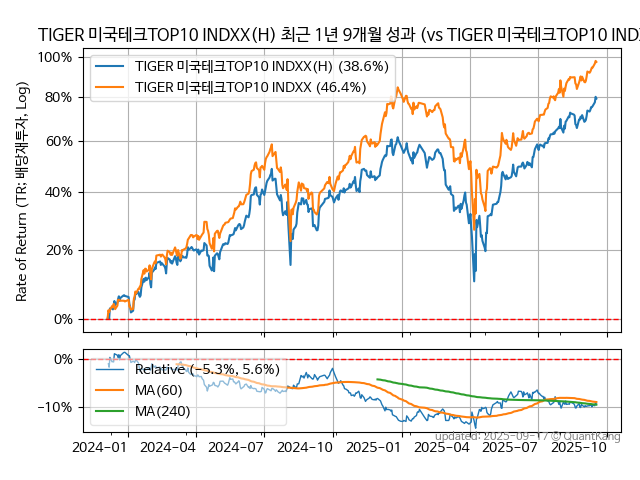 TIGER 미국테크TOP10 INDXX(H) 최근 1년 9개월 성과 (vs TIGER 미국테크TOP10 IND
100%
80%
60%
40%
20%
0%
Rate of Return (TR: 배당재투자, Log)
TIGER 미국테크TOP10 INDXX(H) (38.6%)
TIGER 미국테크TOP10 INDXX (46.4%)
0%
−10%
Relative (−5.3%, 5.6%)
MA(60)
MA(240)
updated: 2025-09-17 © QuantKang
2024−01 2024−04 2024−07 2024−10 2025−01 2025−04 2025−07 2025−10